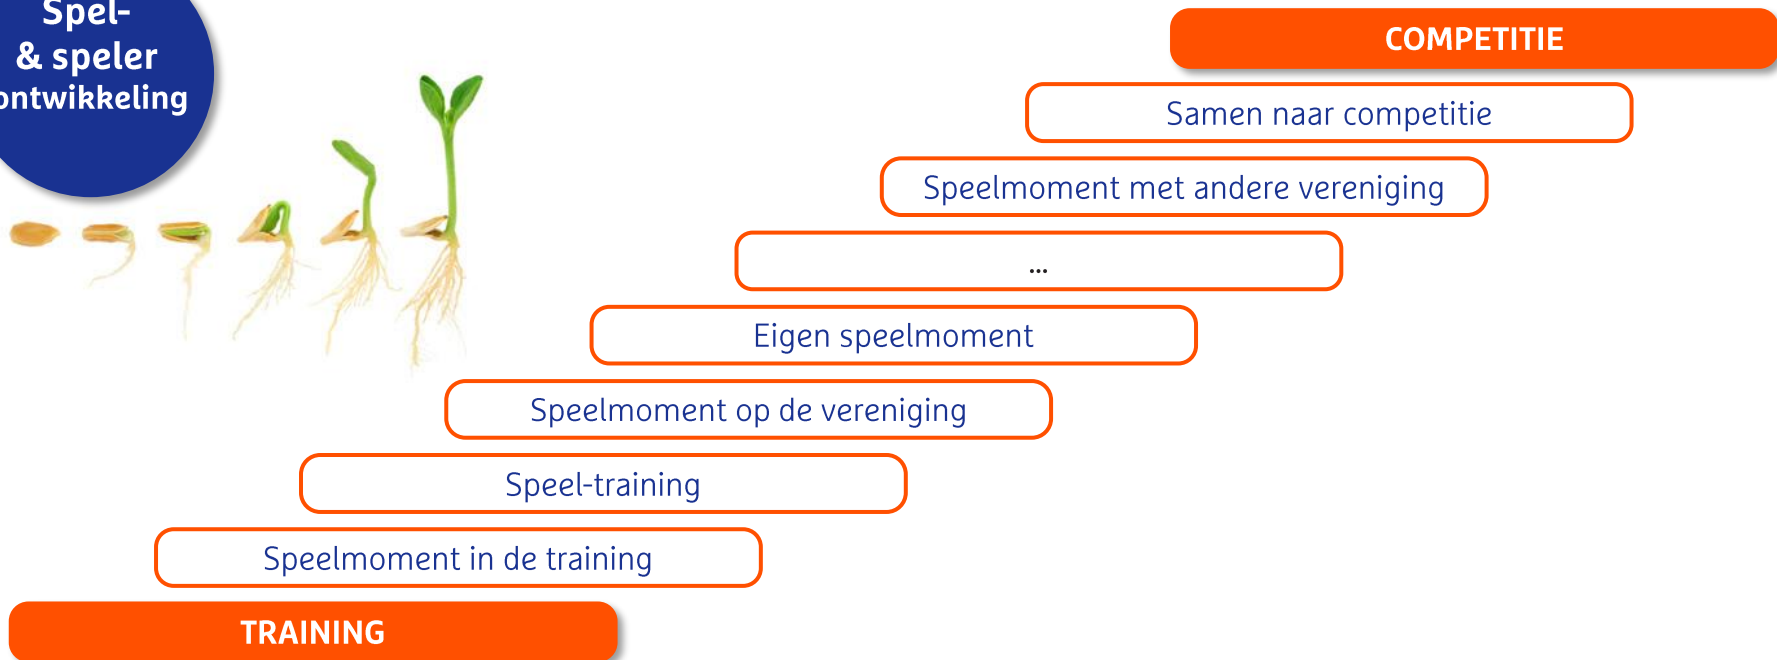 Spel-
& speler
ontwikkeling
COMPETITIE
Samen naar competitie
Speelmoment met andere vereniging
...
Eigen speelmoment
Speelmoment op de vereniging
Speel-training
Speelmoment in de training
TRAINING